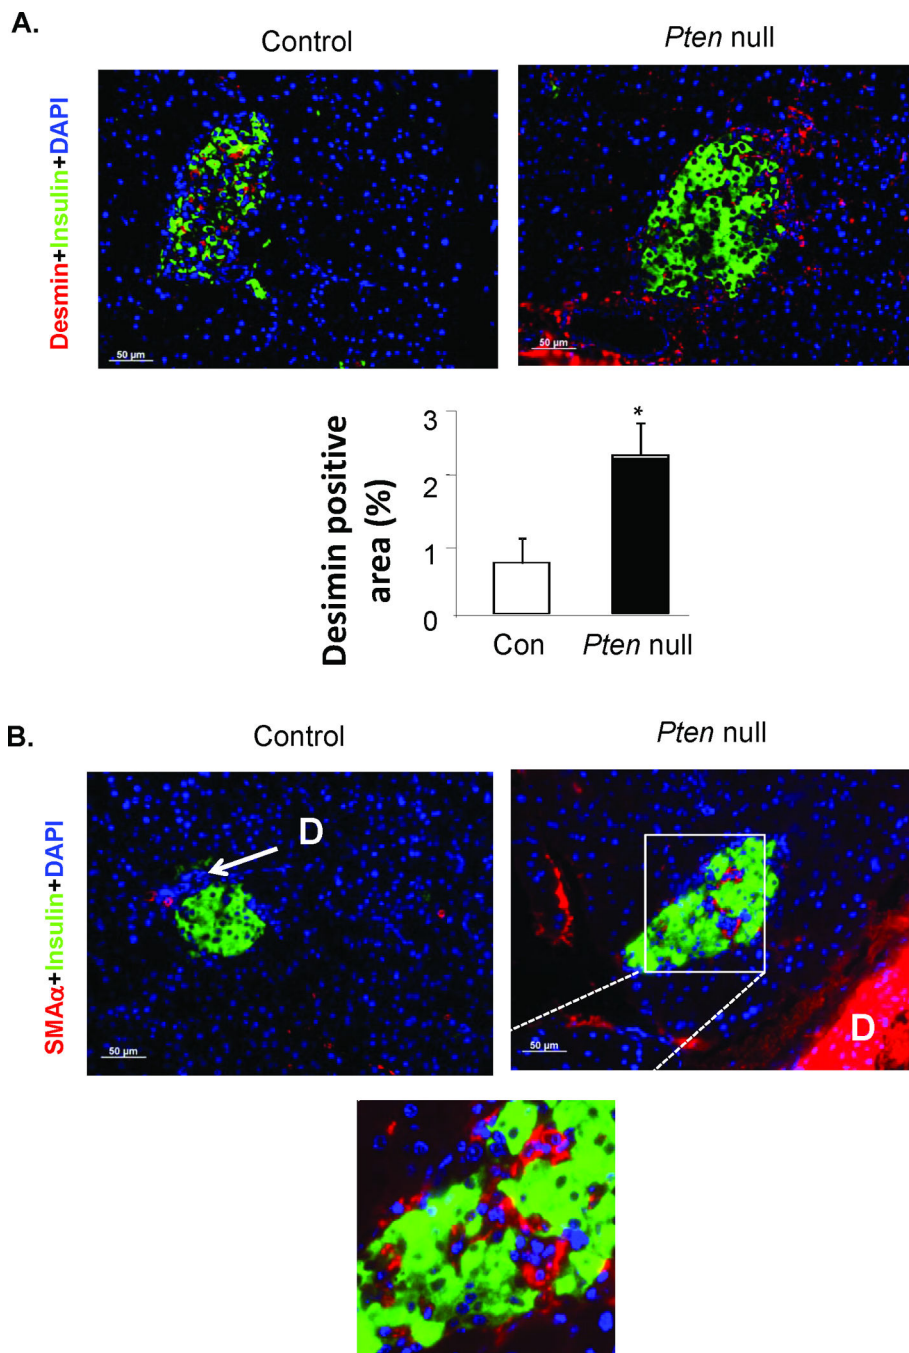 A.
Control
Pten null
Desmin+Insulin+DAPI
50 µm
50 µm
Desimin positive
area (%)
3
2
1
0
*
Con
Pten null
B.
Control
Pten null
SMAα+Insulin+DAPI
D
50 µm
D
50 µm